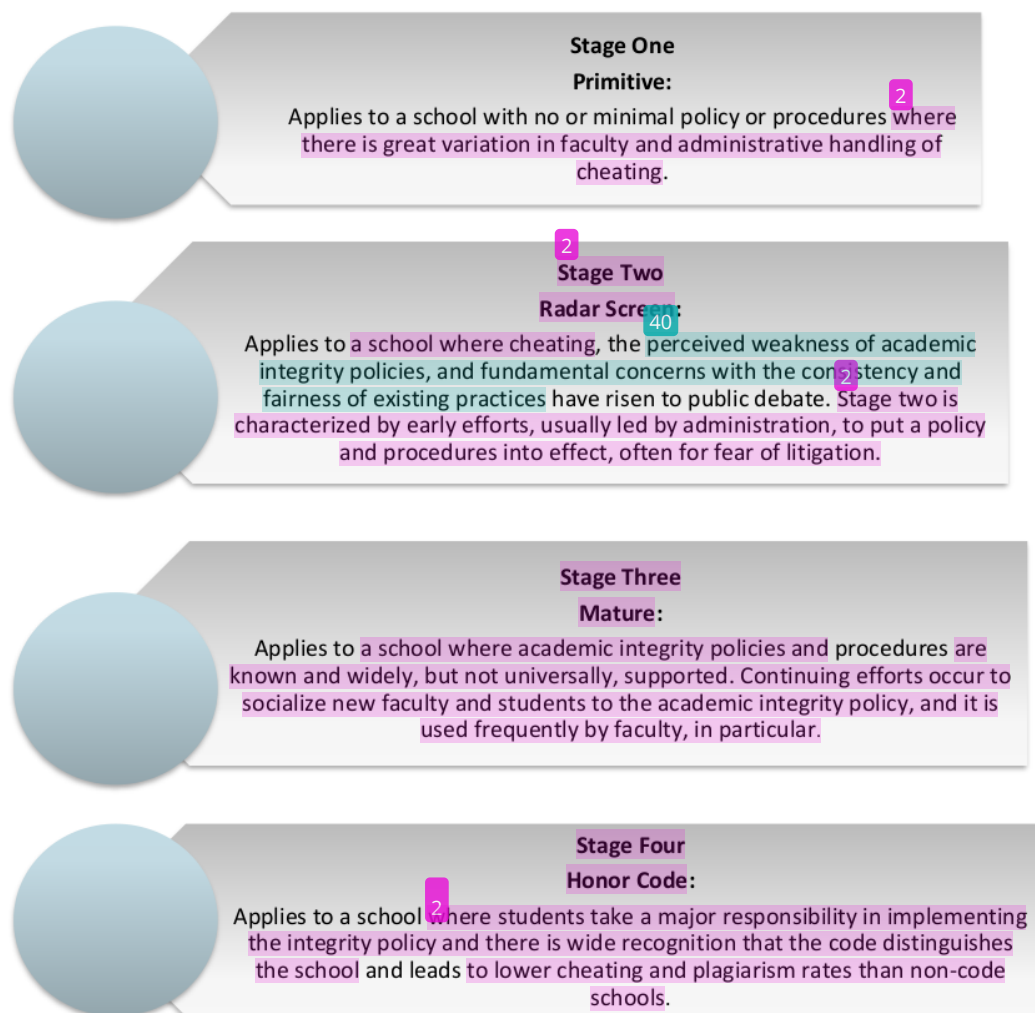 Stage One
Primitive:
2
Applies to a school with no or minimal policy or procedures where
there is great variation in faculty and administrative handling of
cheating.
2
Stage Two
Radar Screen:
40
Applies to a school where cheating, the perceived weakness of academic
integrity policies, and fundamental concerns with the consistency and
2
fairness of existing practices have risen to public debate. Stage two is
characterized by early efforts, usually led by administration, to put a policy
and procedures into effect, often for fear of litigation.
Stage Three
Mature:
Applies to a school where academic integrity policies and procedures are
known and widely, but not universally, supported. Continuing efforts occur to
socialize new faculty and students to the academic integrity policy, and it is
used frequently by faculty, in particular.
Stage Four
Honor Code:
2
Applies to a school where students take a major responsibility in implementing
the integrity policy and there is wide recognition that the code distinguishes
the school and leads to lower cheating and plagiarism rates than non-code
schools.